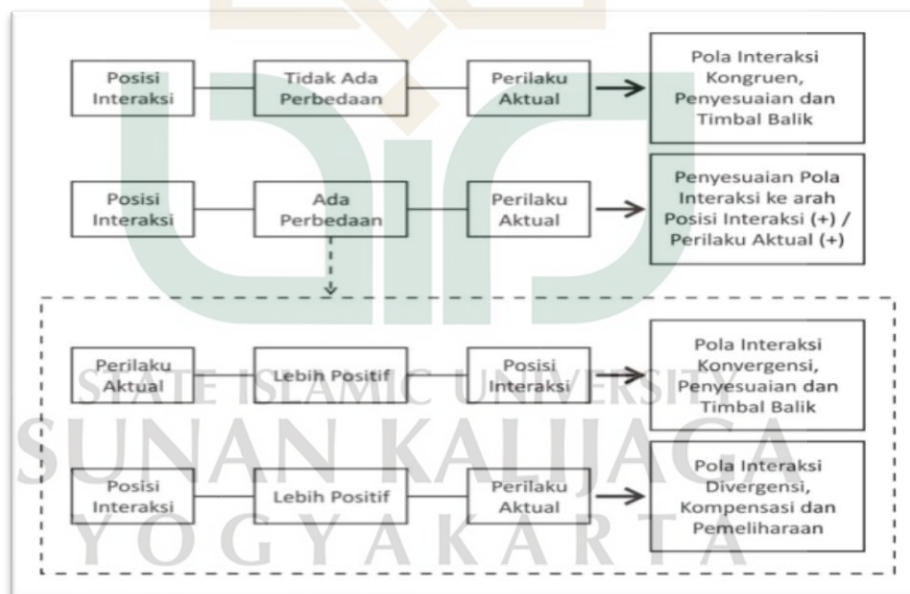 Posisi
Interaksi
Tidak Ada
Perbedaan
Perilaku
Aktual
Pola Interaksi
Kongruen,
Penyesuaian dan
Timbal Balik
Posisi
Interaksi
Ada
Perbedaan
Perilaku
Aktual
Penyesuaian Pola
Interaksi ke arah
Posisi Interaksi (+) /
Perilaku Aktual (+)
Perilaku
Aktual
Lebih Positif
Posisi
Interaksi
Pola Interaksi
Konvergensi,
Penyesuaian dan
Timbal Balik
Posisi
Interaksi
Lebih Positif
Perilaku
Aktual
Pola Interaksi
Divergensi,
Kompensasi dan
Pemeliharaan
STATE ISLAMIC UNIVERSITY
SUNAN KALIJAGA
YOGYAKARTA